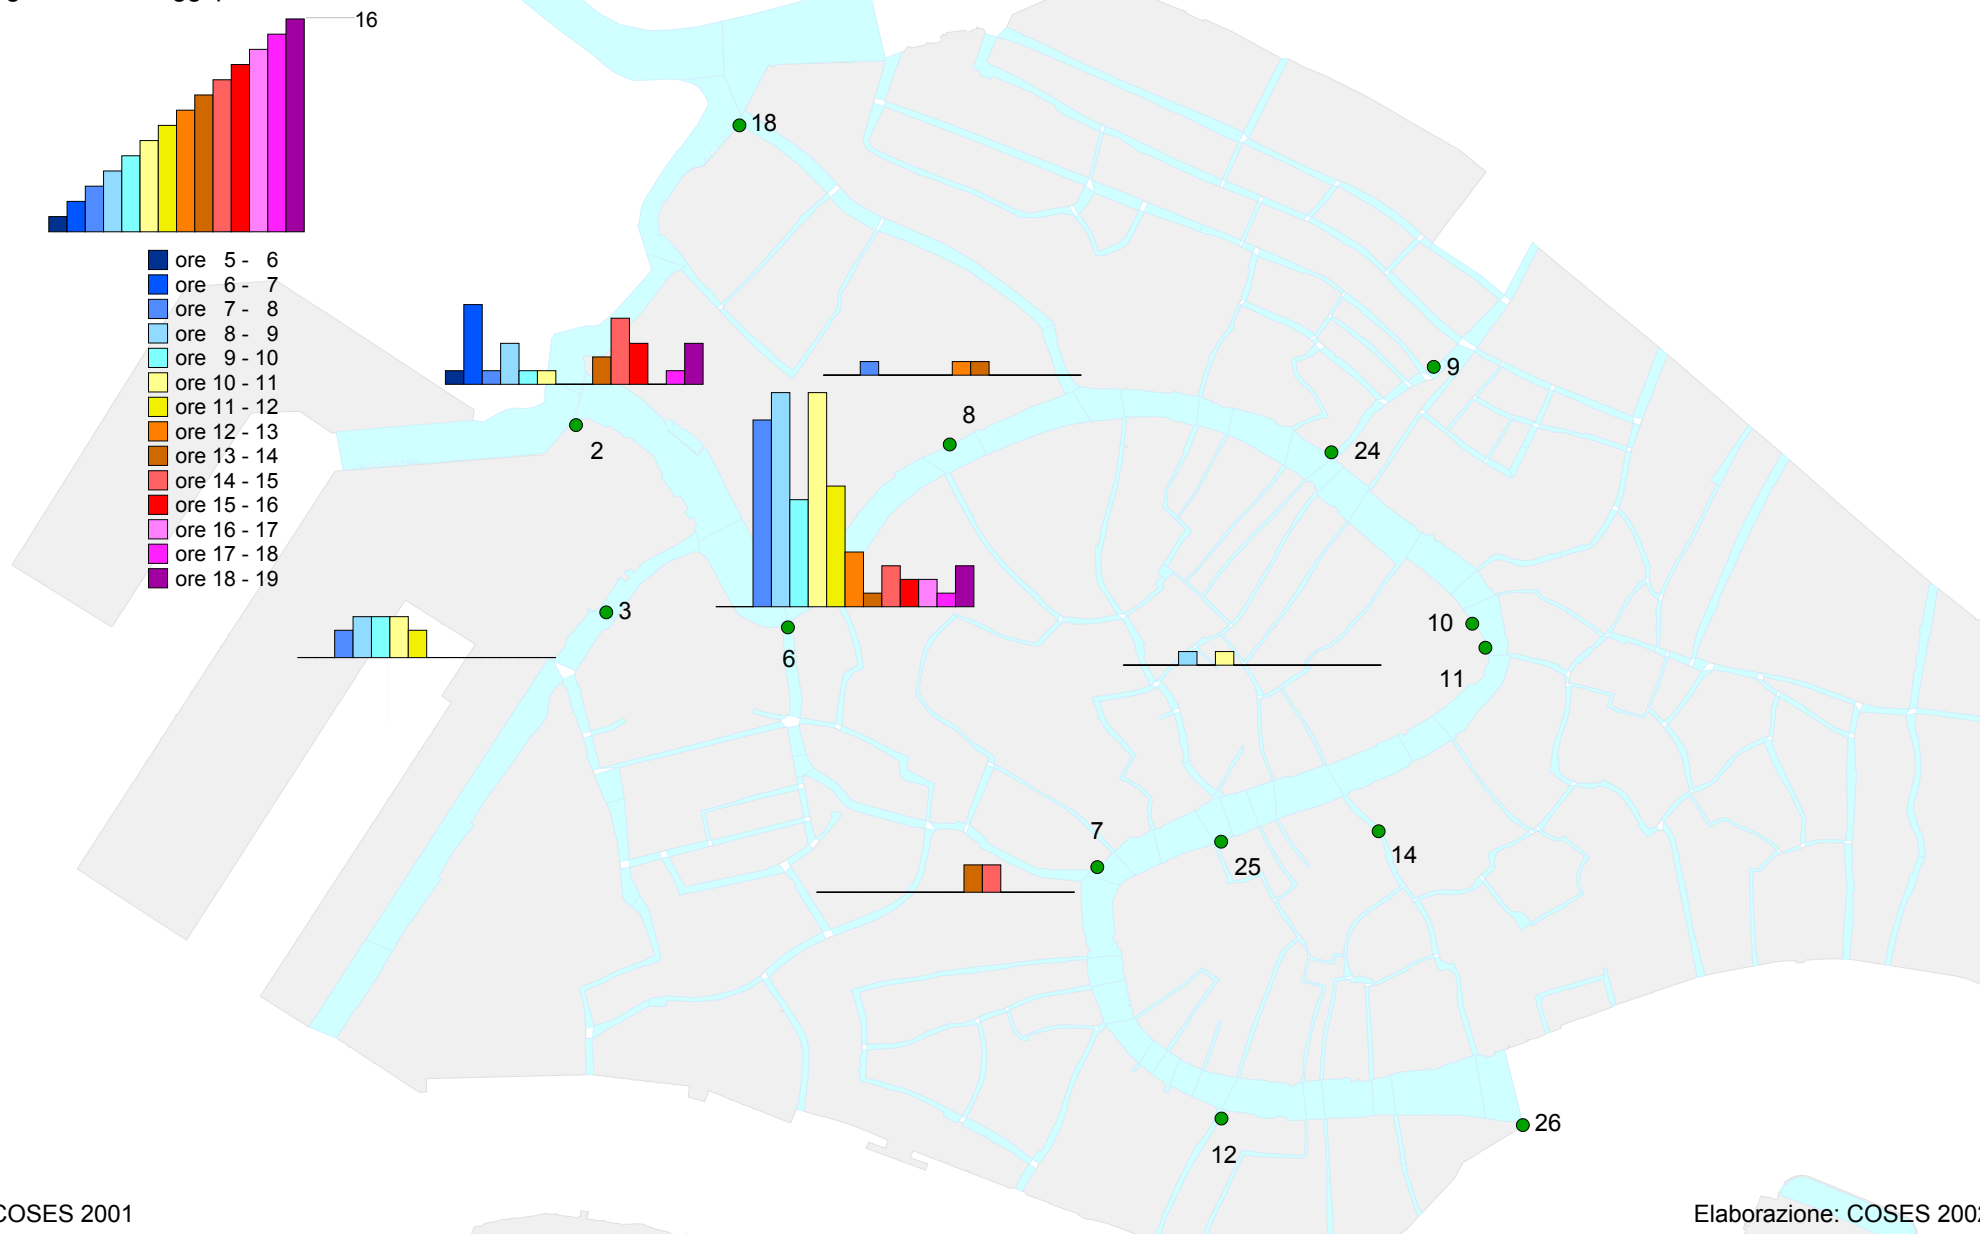 16
18
ore 5 - 6
ore 6 - 7
ore 7 - 8
ore 8 - 9
ore 9 - 10
ore 10 - 11
ore 11 - 12
ore 12 - 13
ore 13 - 14
ore 14 - 15
ore 15 - 16
ore 16 - 17
ore 17 - 18
ore 18 - 19
9
8
2
24
3
10
6
11
7
25
14
26
12
COSES 2001
Elaborazione: COSES 2002